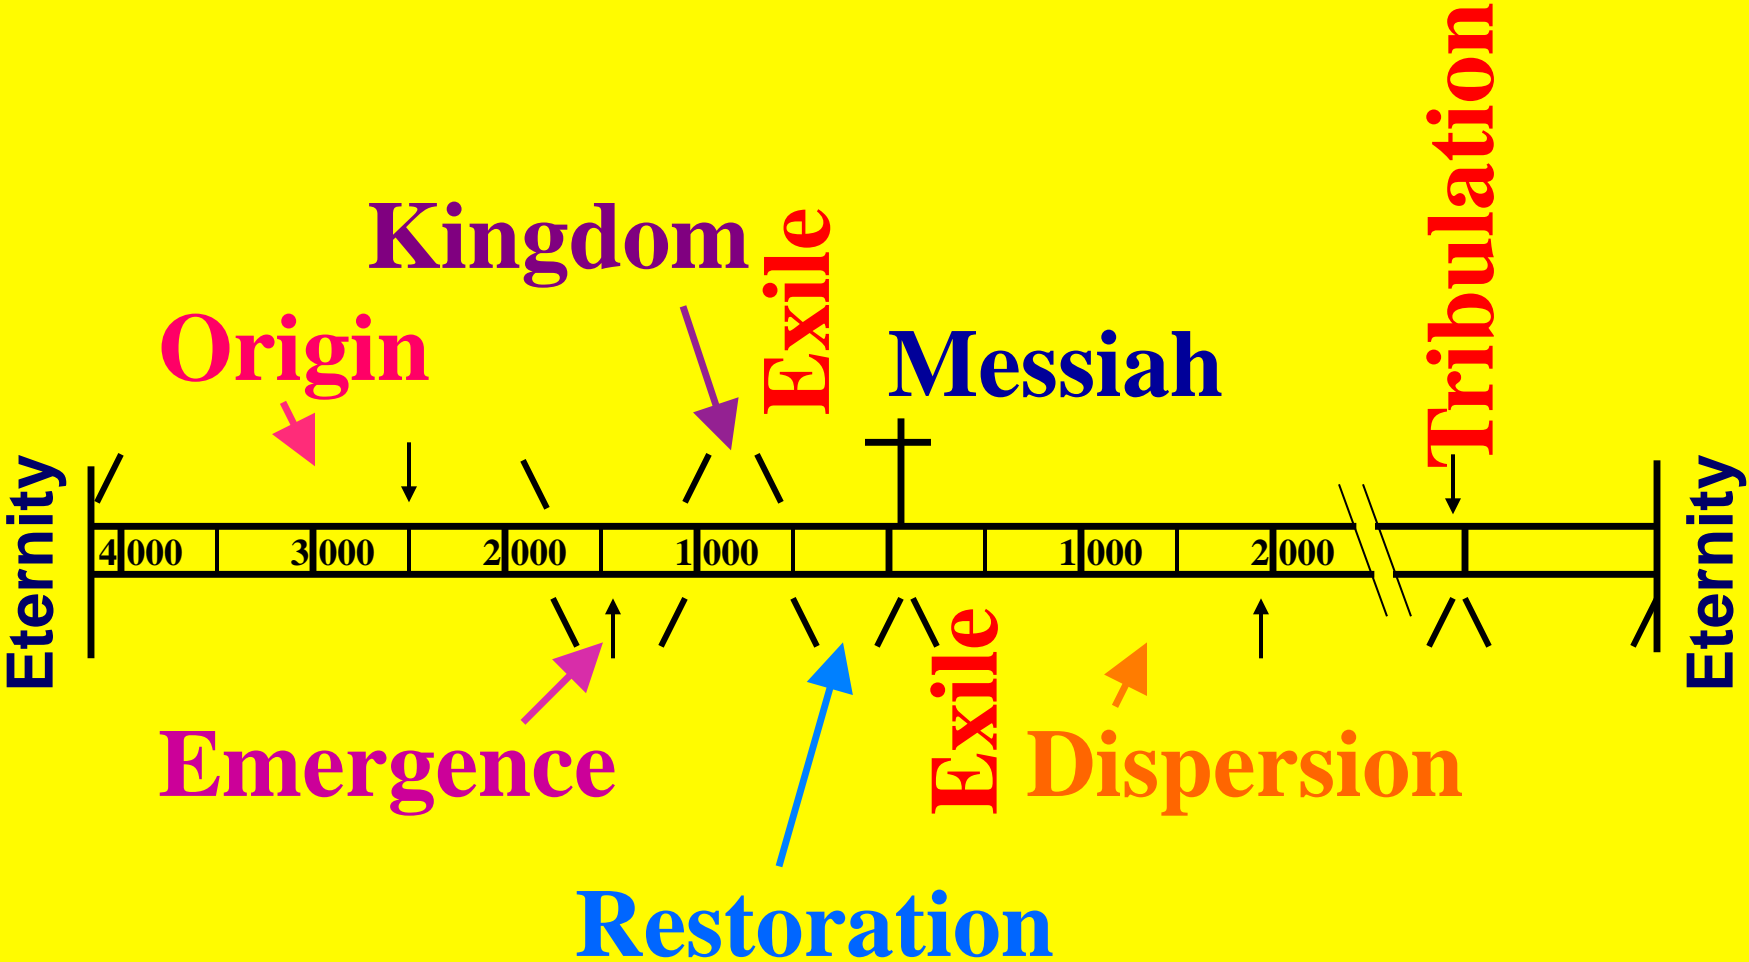 Tribulation
Kingdom
Exile
Origin
Messiah
Eternity
4000 3000 2000 1000 1000 2000
Eternity
Emergence
Exile
Dispersion
Restoration